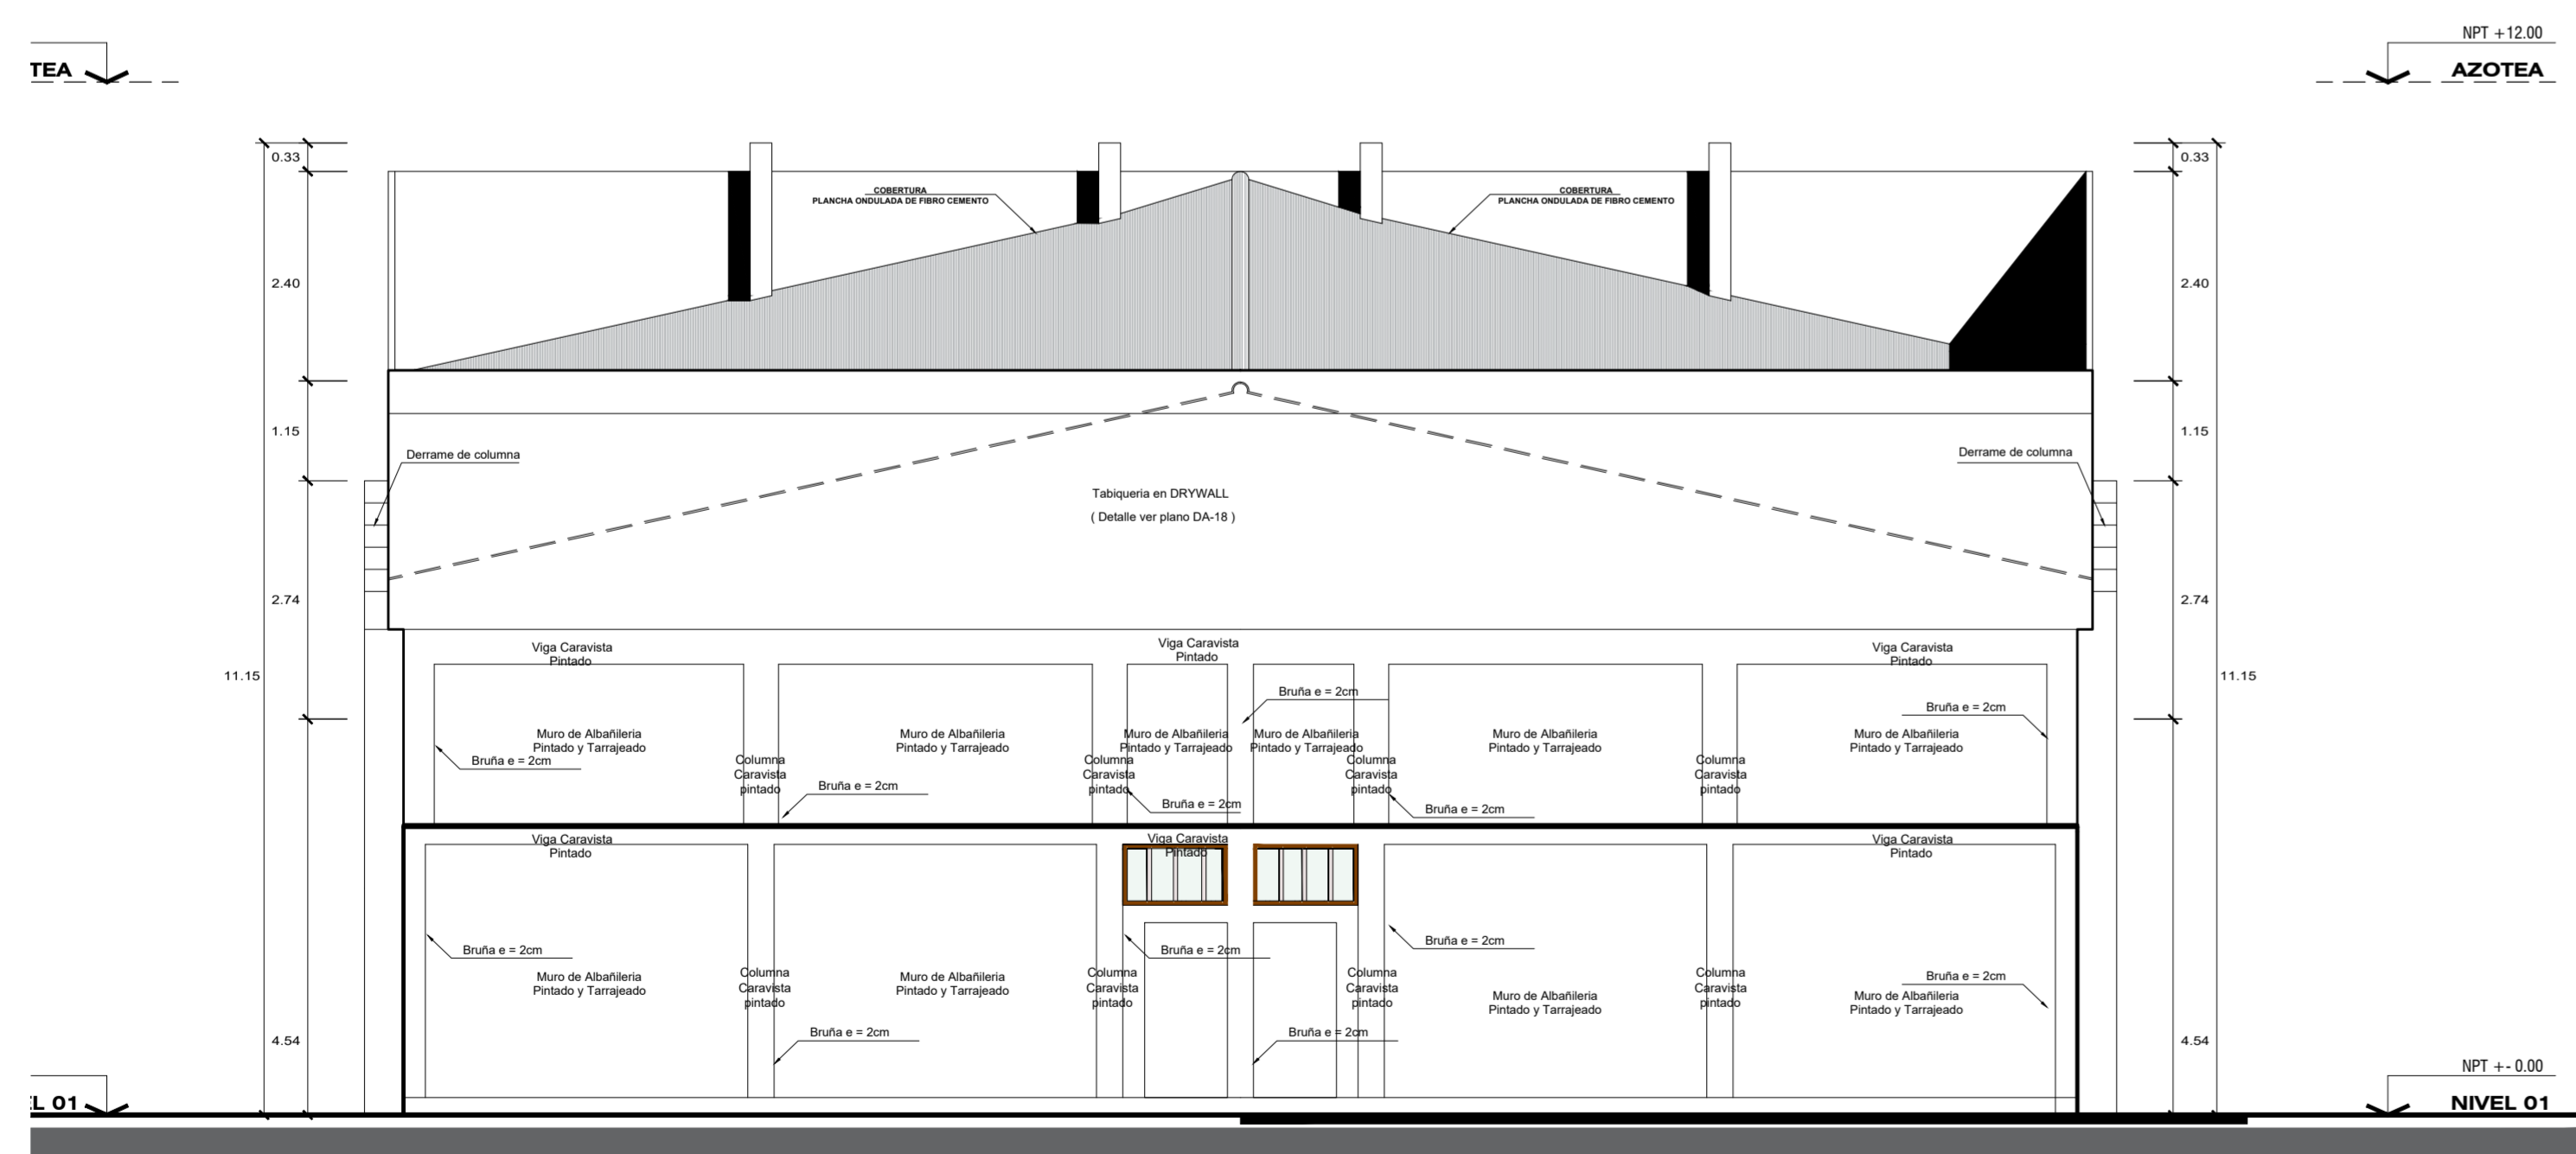 NPT +12.00
TEA
AZOTEA
0.33
0.33
COBERTURA
PLANCHA ONDULADA DE FIBRO CEMENTO
COBERTURA
PLANCHA ONDULADA DE FIBRO CEMENTO
2.40
2.40
1.15
1.15
Derrame de columna
Derrame de columna
Tabiqueria en DRYWALL
( Detalle ver plano DA-18 )
2.74
2.74
Viga Caravista
Pintado
Viga Caravista
Pintado
Viga Caravista
Pintado
11.15
11.15
Bruña e = 2cm
Bruña e = 2cm
Muro de Albañileria
Pintado y Tarrajeado
Muro de Albañileria
Pintado y Tarrajeado
Muro de Albañileria
Pintado y Tarrajeado
Muro de Albañileria
Pintado y Tarrajeado
Muro de Albañileria
Pintado y Tarrajeado
Muro de Albañileria
Pintado y Tarrajeado
Bruña e = 2cm
Columna
Caravista
pintado
Columna
Caravista
pintado
Columna
Caravista
pintado
Columna
Caravista
pintado
Bruña e = 2cm
Bruña e = 2cm
Bruña e = 2cm
Viga Caravista
Pintado
Viga Caravista
Pintado
Viga Caravista
Pintado
Bruña e = 2cm
Bruña e = 2cm
Bruña e = 2cm
Muro de Albañileria
Pintado y Tarrajeado
Columna
Caravista
pintado
Muro de Albañileria
Pintado y Tarrajeado
Columna
Caravista
pintado
Columna
Caravista
pintado
Muro de Albañileria
Pintado y Tarrajeado
Columna
Caravista
pintado
Muro de Albañileria
Pintado y Tarrajeado
Bruña e = 2cm
Bruña e = 2cm
Bruña e = 2cm
4.54
4.54
NPT +- 0.00
EL 01
NIVEL 01